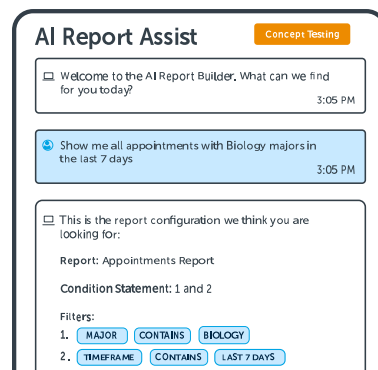 AI Report Assist
Concept Testing
Welcome to the AI Report Builder. What can we find
for you today?
3:05 PM
Show me all appointments with Biology majors in
the last 7 days
3:05 PM
This is the report configuration we think you are
looking for:
Report: Appointments Report
Condition Statement: 1 and 2
Filters:
1. MAJOR CONTAINS BIOLOGY
2. TIMEFRAME CONTAINS LAST 7 DAYS